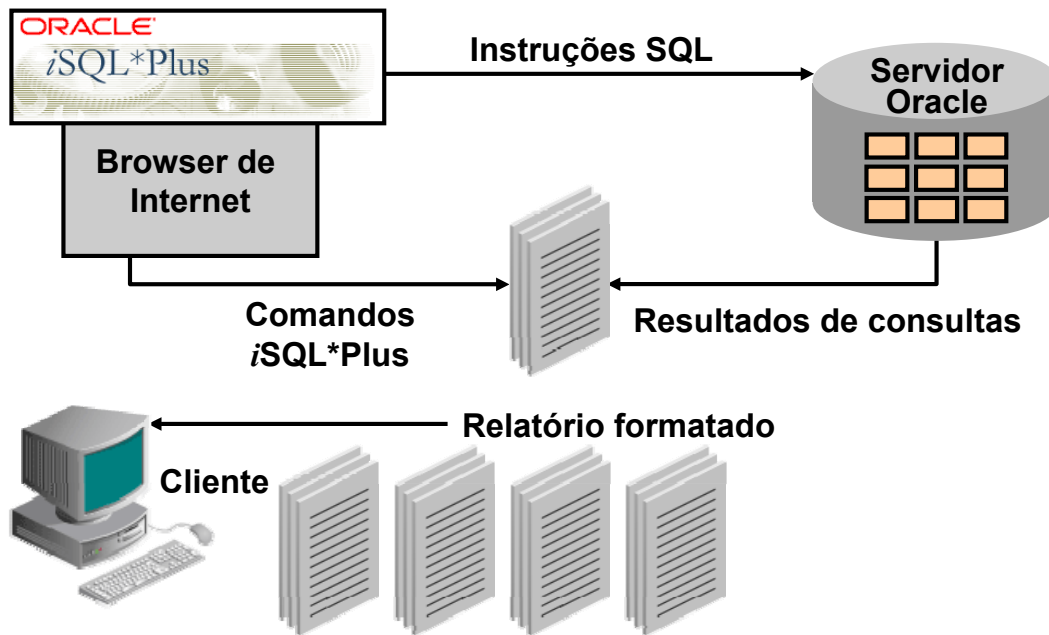 ORACLE®
iSQL*Plus
Instruções SQL
Servidor
Oracle
Browser de
Internet
Comandos
iSQL*Plus
Resultados de consultas
Relatório formatado
Cliente